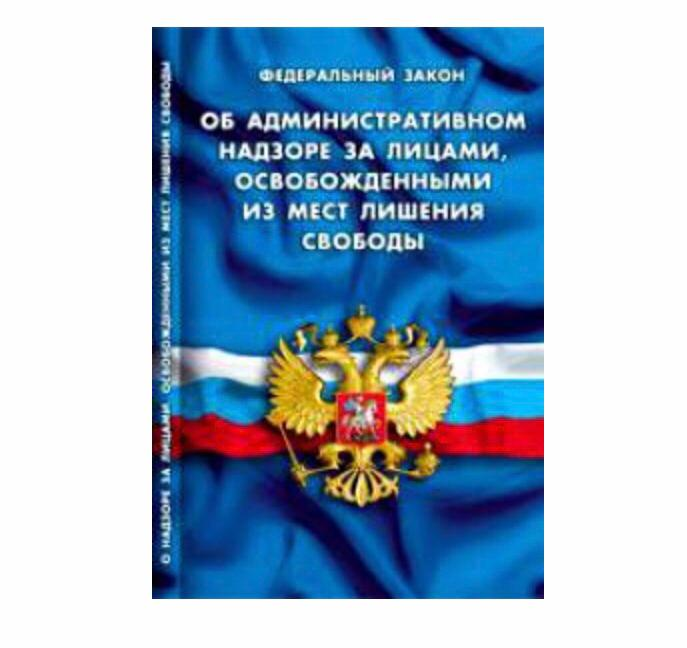 ФЕДЕРАЛЬНЫЙ ЗАКОН
ОБ АДМИНИСТРАТИВНОМ
НАДЗОРЕ ЗА ЛИЦАМИ,
ОСВОБОЖДЕННЫМИ
ИЗ МЕСТ ЛИШЕНИЯ
СВОБОДЫ
О НАДЗОРЕ ЗА ЛИЦАМИ, ОСВОБОЖДЕННЫМИ ИЗ МЕСТ ЛИШЕНИЯ СВОБОДЫ